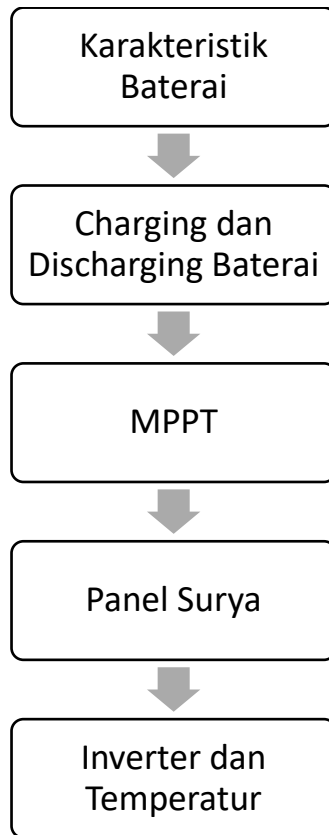 Karakteristik
Baterai
Charging dan
Discharging Baterai
MPPT
Panel Surya
Inverter dan
Temperatur